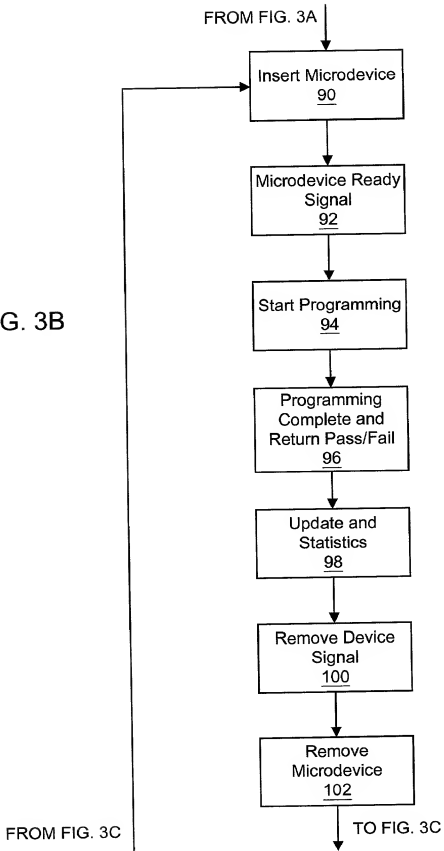 FROM FIG. 3A
Insert Microdevice
90
Microdevice Ready
Signal
92
G. 3B
Start Programming
94
Programming
Complete and
Return Pass/Fail
96
Update and
Statistics
98
Remove Device
Signal
100
Remove
Microdevice
102
FROM FIG. 3C
TO FIG. 3C